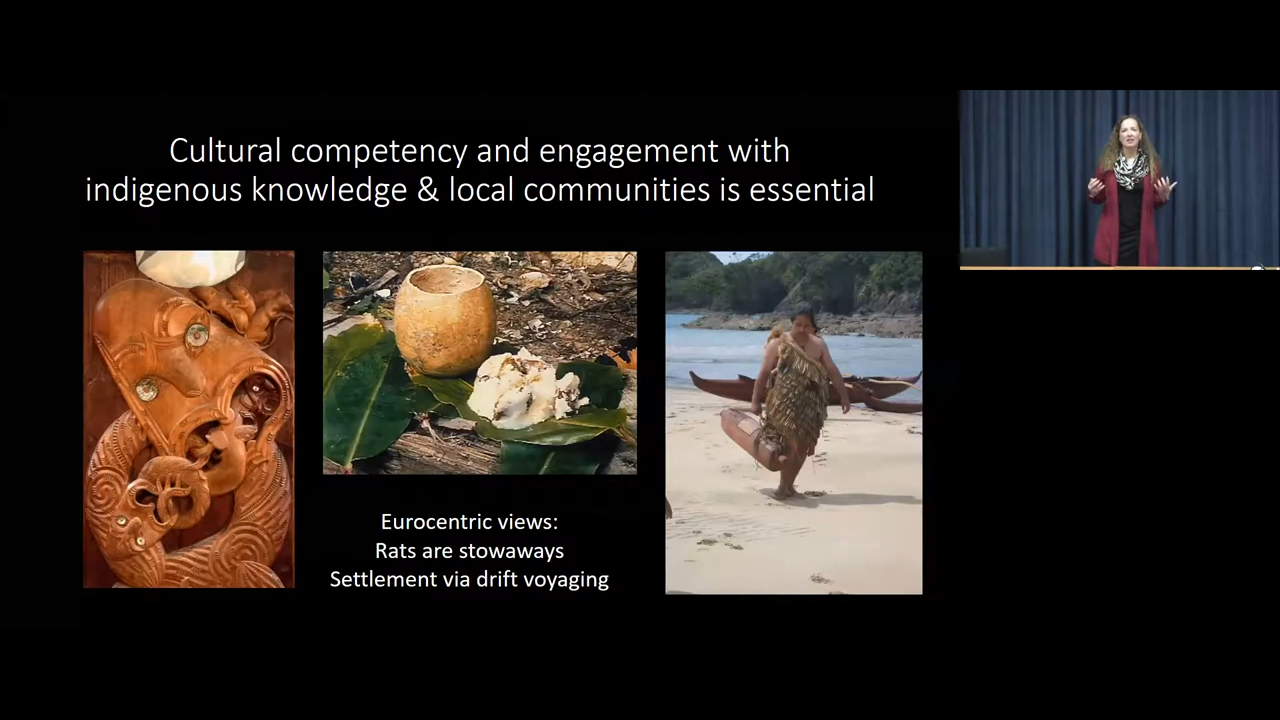 Cultural competency and engagement with
indigenous knowledge & local communities is essential
Eurocentric views:
Rats are stowaways
Settlement via drift voyaging